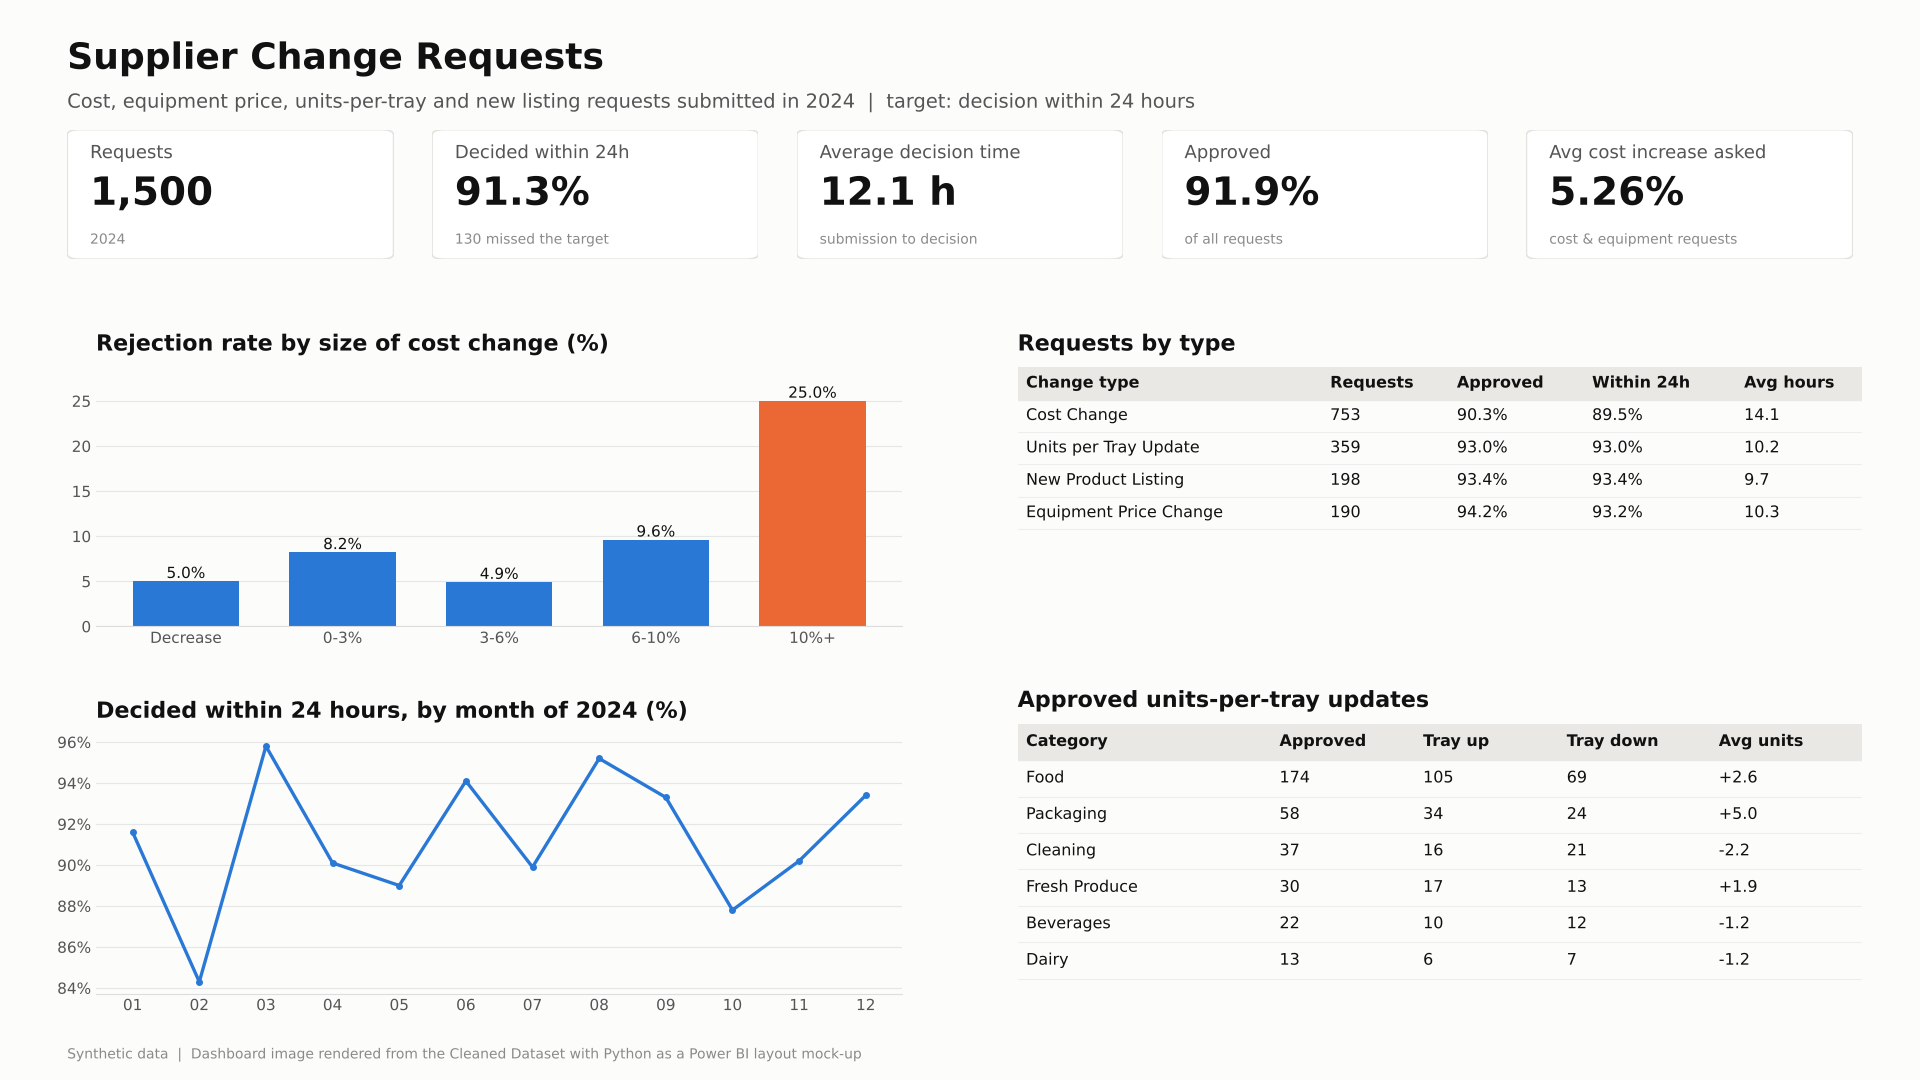 Supplier Change Requests
Cost, equipment price, units-per-tray and new listing requests submitted in 2024 | target: decision within 24 hours
Requests
1,500
2024
Decided within 24h
91.3%
130 missed the target
Average decision time
12.1 h
submission to decision
Approved
91.9%
of all requests
Avg cost increase asked
5.26%
cost & equipment requests
Rejection rate by size of cost change (%)
25
20
15
10
5
0
5.0%
8.2%
4.9%
9.6%
25.0%
Decrease 0-3% 3-6% 6-10% 10%+
Requests by type
Change type Requests Approved Within 24h Avg hours
Cost Change 753 90.3% 89.5% 14.1
Units per Tray Update 359 93.0% 93.0% 10.2
New Product Listing 198 93.4% 93.4% 9.7
Equipment Price Change 190 94.2% 93.2% 10.3
Decided within 24 hours, by month of 2024 (%)
96%
94%
92%
90%
88%
86%
84%
01 02 03 04 05 06 07 08 09 10 11 12
Approved units-per-tray updates
Category Approved Tray up Tray down Avg units
Food 174 105 69 +2.6
Packaging 58 34 24 +5.0
Cleaning 37 16 21 -2.2
Fresh Produce 30 17 13 +1.9
Beverages 22 10 12 -1.2
Dairy 13 6 7 -1.2
Synthetic data | Dashboard image rendered from the Cleaned Dataset with Python as a Power BI layout mock-up